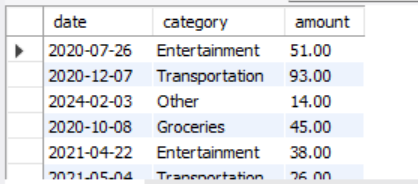 date category amount
2020-07-26 Entertainment 51.00
2020-12-07 Transportation 93.00
2024-02-03 Other 14.00
2020-10-08 Groceries 45.00
2021-04-22 Entertainment 38.00
2021-05-04 Transportation 26.00